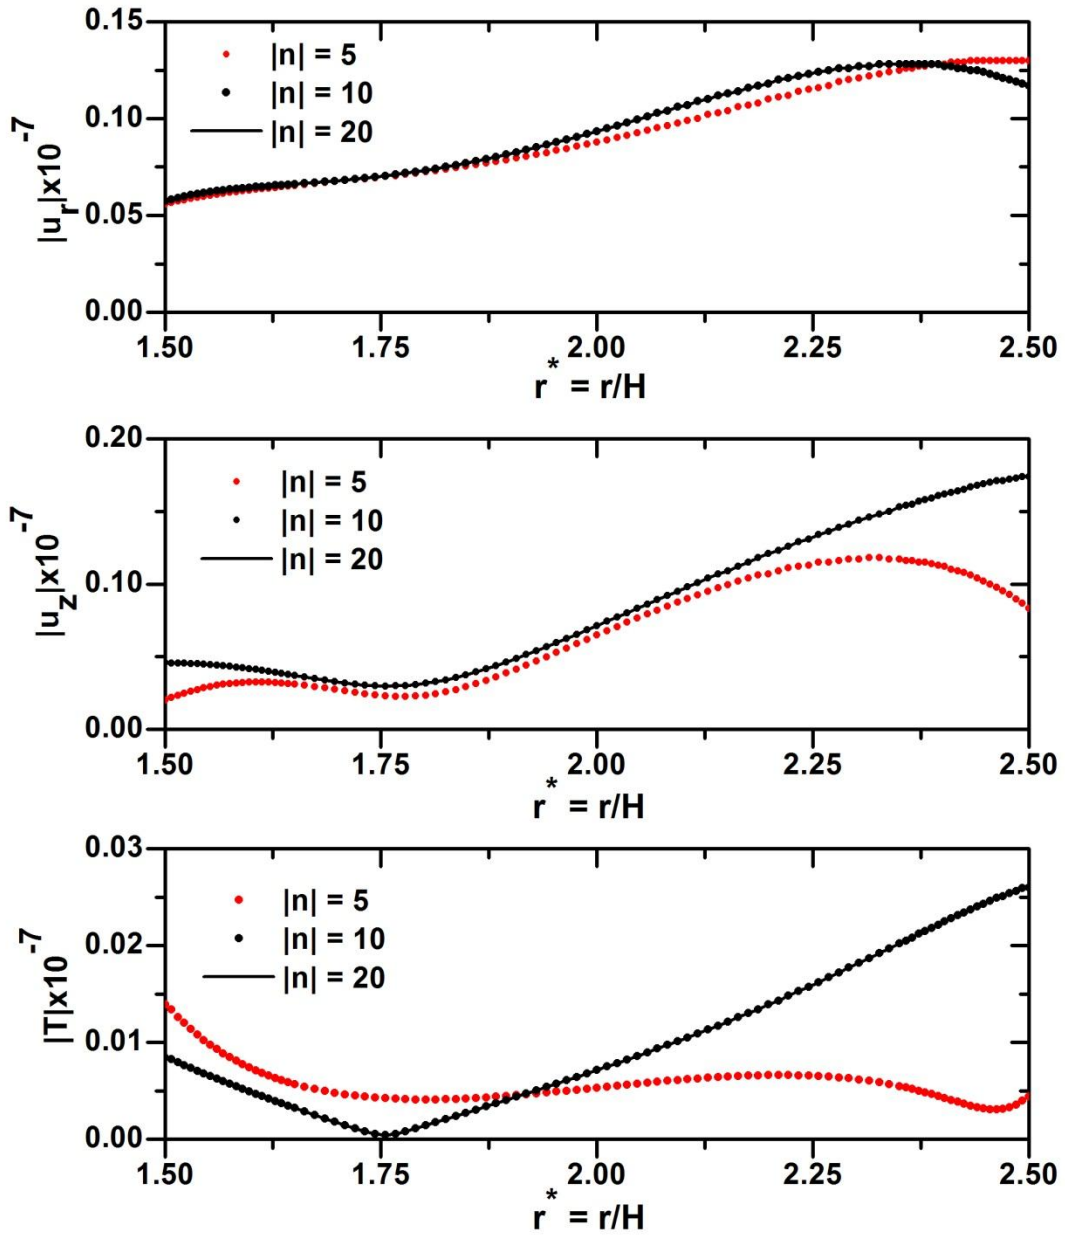 0.15
|n| = 5
|n| = 10
|n| = 20
0.10
0.05
0.00
|u_r|x10^-7
1.50 1.75 2.00 2.25 2.50
r^* = r/H
0.20
|n| = 5
|n| = 10
|n| = 20
0.10
0.00
|u_z|x10^-7
1.50 1.75 2.00 2.25 2.50
r^* = r/H
0.03
|n| = 5
|n| = 10
|n| = 20
0.02
0.01
0.00
|T|x10^-7
1.50 1.75 2.00 2.25 2.50
r^* = r/H